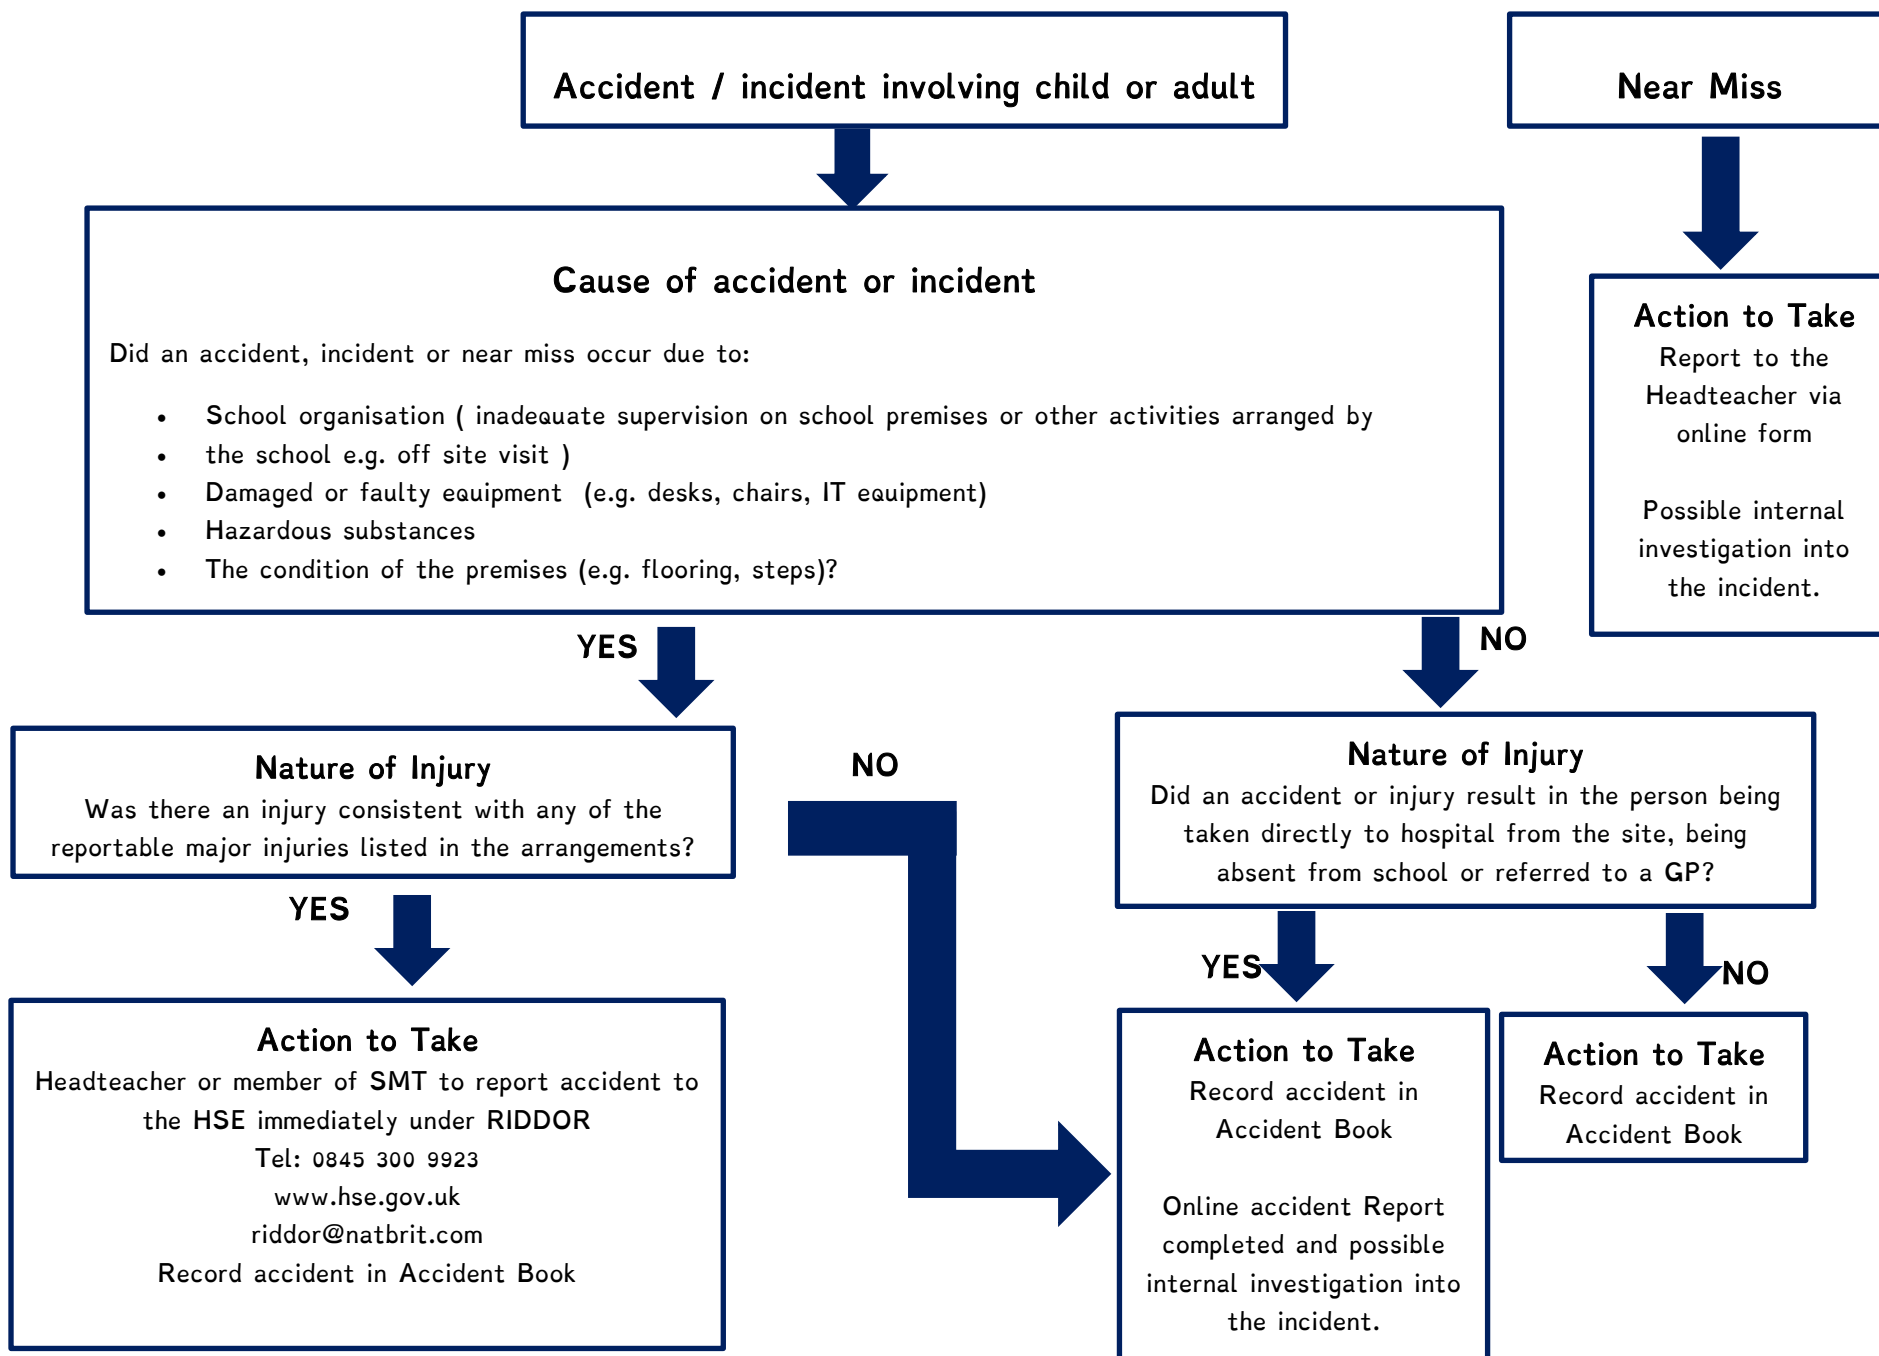 Accident / incident involving child or adult
Near Miss
Cause of accident or incident
Did an accident, incident or near miss occur due to:
• School organisation ( inadequate supervision on school premises or other activities arranged by
• the school e.g. off site visit )
• Damaged or faulty equipment (e.g. desks, chairs, IT equipment)
• Hazardous substances
• The condition of the premises (e.g. flooring, steps)?
Action to Take
Report to the
Headteacher via
online form
Possible internal
investigation into
the incident.
YES
NO
Nature of Injury
Was there an injury consistent with any of the
reportable major injuries listed in the arrangements?
NO
Nature of Injury
Did an accident or injury result in the person being
taken directly to hospital from the site, being
absent from school or referred to a GP?
YES
YES
NO
Action to Take
Headteacher or member of SMT to report accident to
the HSE immediately under RIDDOR
Tel: 0845 300 9923
www.hse.gov.uk
riddor@natbrit.com
Record accident in Accident Book
Action to Take
Record accident in
Accident Book
Online accident Report
completed and possible
internal investigation into
the incident.
Action to Take
Record accident in
Accident Book